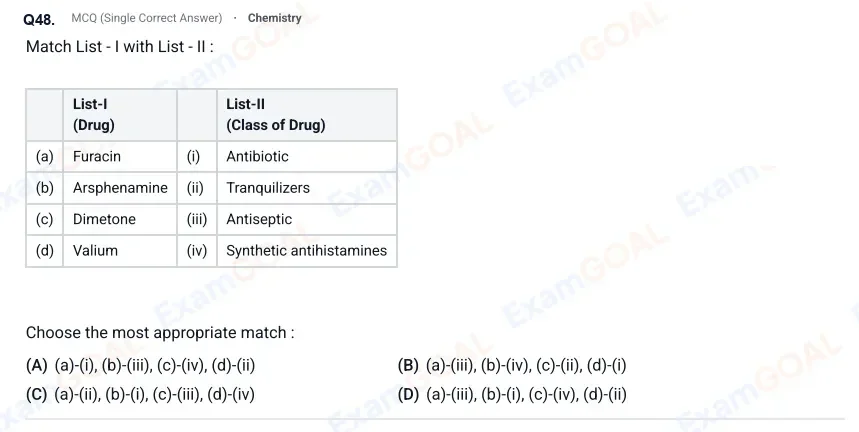 Q48. MCQ (Single Correct Answer) · Chemistry
Match List - I with List - II :
List-I (Drug) List-II (Class of Drug)
(a) Furacin (i) Antibiotic
(b) Arsphenamine (ii) Tranquilizers
(c) Dimetone (iii) Antiseptic
(d) Valium (iv) Synthetic antihistamines
Choose the most appropriate match :
(A) (a)-(i), (b)-(iii), (c)-(iv), (d)-(ii) (B) (a)-(iii), (b)-(iv), (c)-(ii), (d)-(i)
(C) (a)-(ii), (b)-(i), (c)-(iii), (d)-(iv) (D) (a)-(iii), (b)-(i), (c)-(iv), (d)-(ii)
ExamGOAL